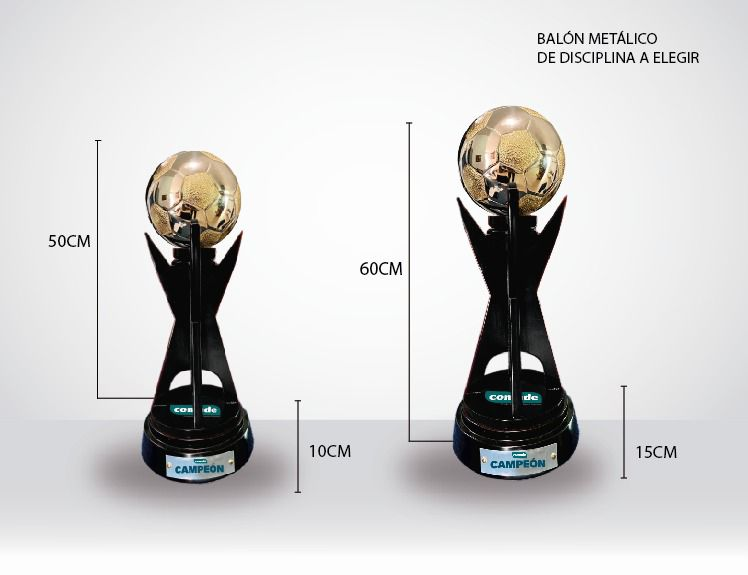 BALÓN METÁLICO
DE DISCIPLINA A ELEGIR
50CM
60CM
10CM
15CM
CAMPEÓN
CAMPEÓN